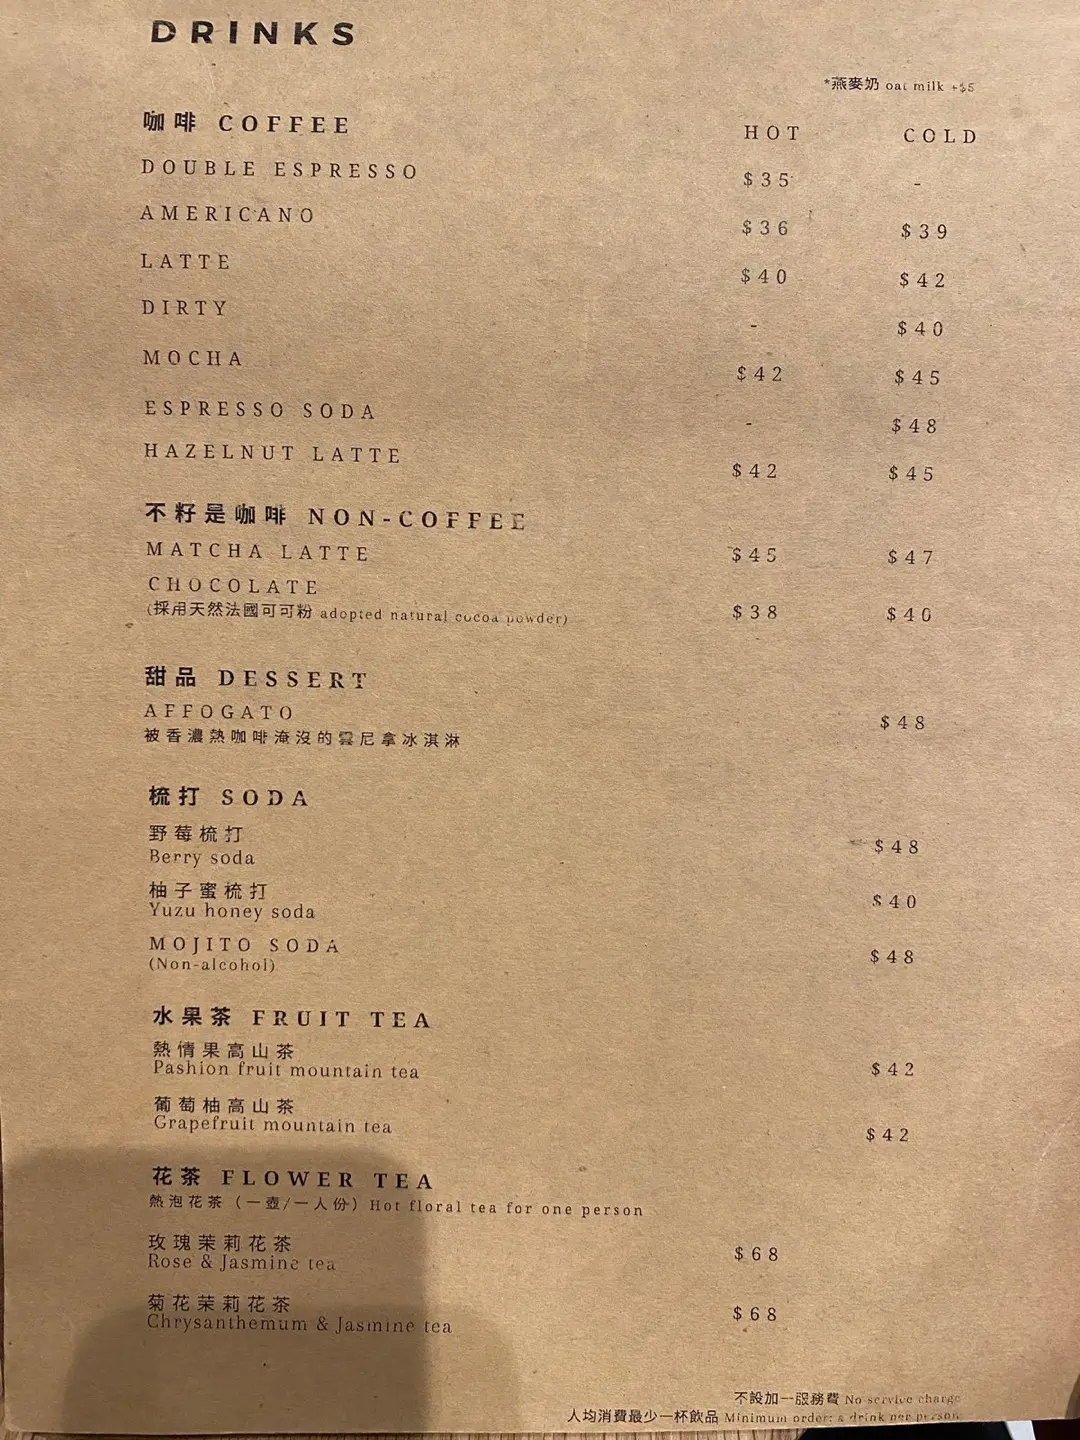 DRINKS
*燕麥奶 oat milk +$5
咖啡 COFFEE HOT COLD
DOUBLE ESPRESSO $35 -
AMERICANO $36 $39
LATTE $40 $42
DIRTY - $40
MOCHA $42 $45
ESPRESSO SODA - $48
HAZELNUT LATTE $42 $45
不籽是咖啡 NON-COFFEE
MATCHA LATTE $45 $47
CHOCOLATE
(採用天然法國可可粉 adopted natural cocoa powder) $38 $40
甜品 DESSERT
AFFOGATO $48
被香濃熱咖啡淹沒的雲尼拿冰淇淋
梳打 SODA
野莓梳打
Berry soda $48
柚子蜜梳打
Yuzu honey soda $40
MOJITO SODA $48
(Non-alcohol)
水果茶 FRUIT TEA
熱情果高山茶
Pashion fruit mountain tea $42
葡萄柚高山茶
Grapefruit mountain tea $42
花茶 FLOWER TEA
熱泡花茶（一壺/一人份）Hot floral tea for one person
玫瑰茉莉花茶
Rose & Jasmine tea $68
菊花茉莉花茶
Chrysanthemum & Jasmine tea $68
不設加一服務費 No service charge
人均消費最少一杯飲品 Minimum order: a drink per person